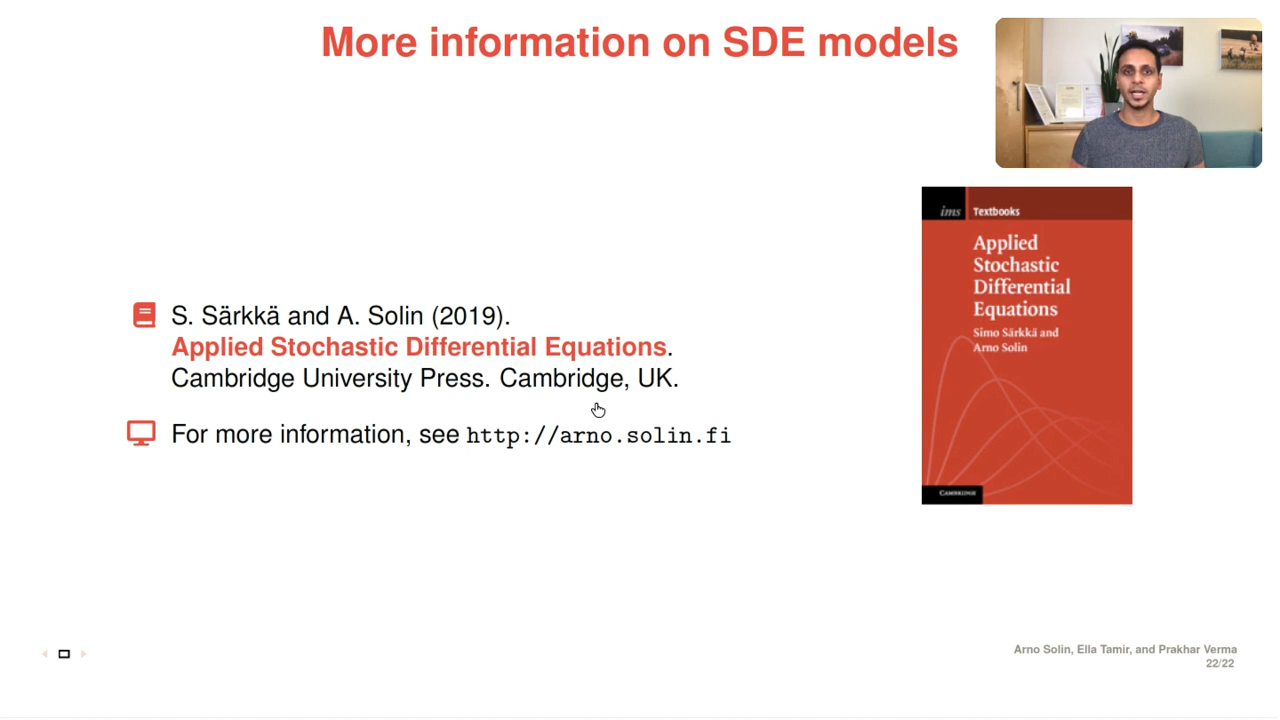 More information on SDE models
ims Textbooks
Applied
Stochastic
Differential
Equations
Simo Särkkä and
Arno Solin
CAMBRIDGE
S. Särkkä and A. Solin (2019).
Applied Stochastic Differential Equations.
Cambridge University Press. Cambridge, UK.
For more information, see http://arno.solin.fi
Arno Solin, Ella Tamir, and Prakhar Verma
22/22